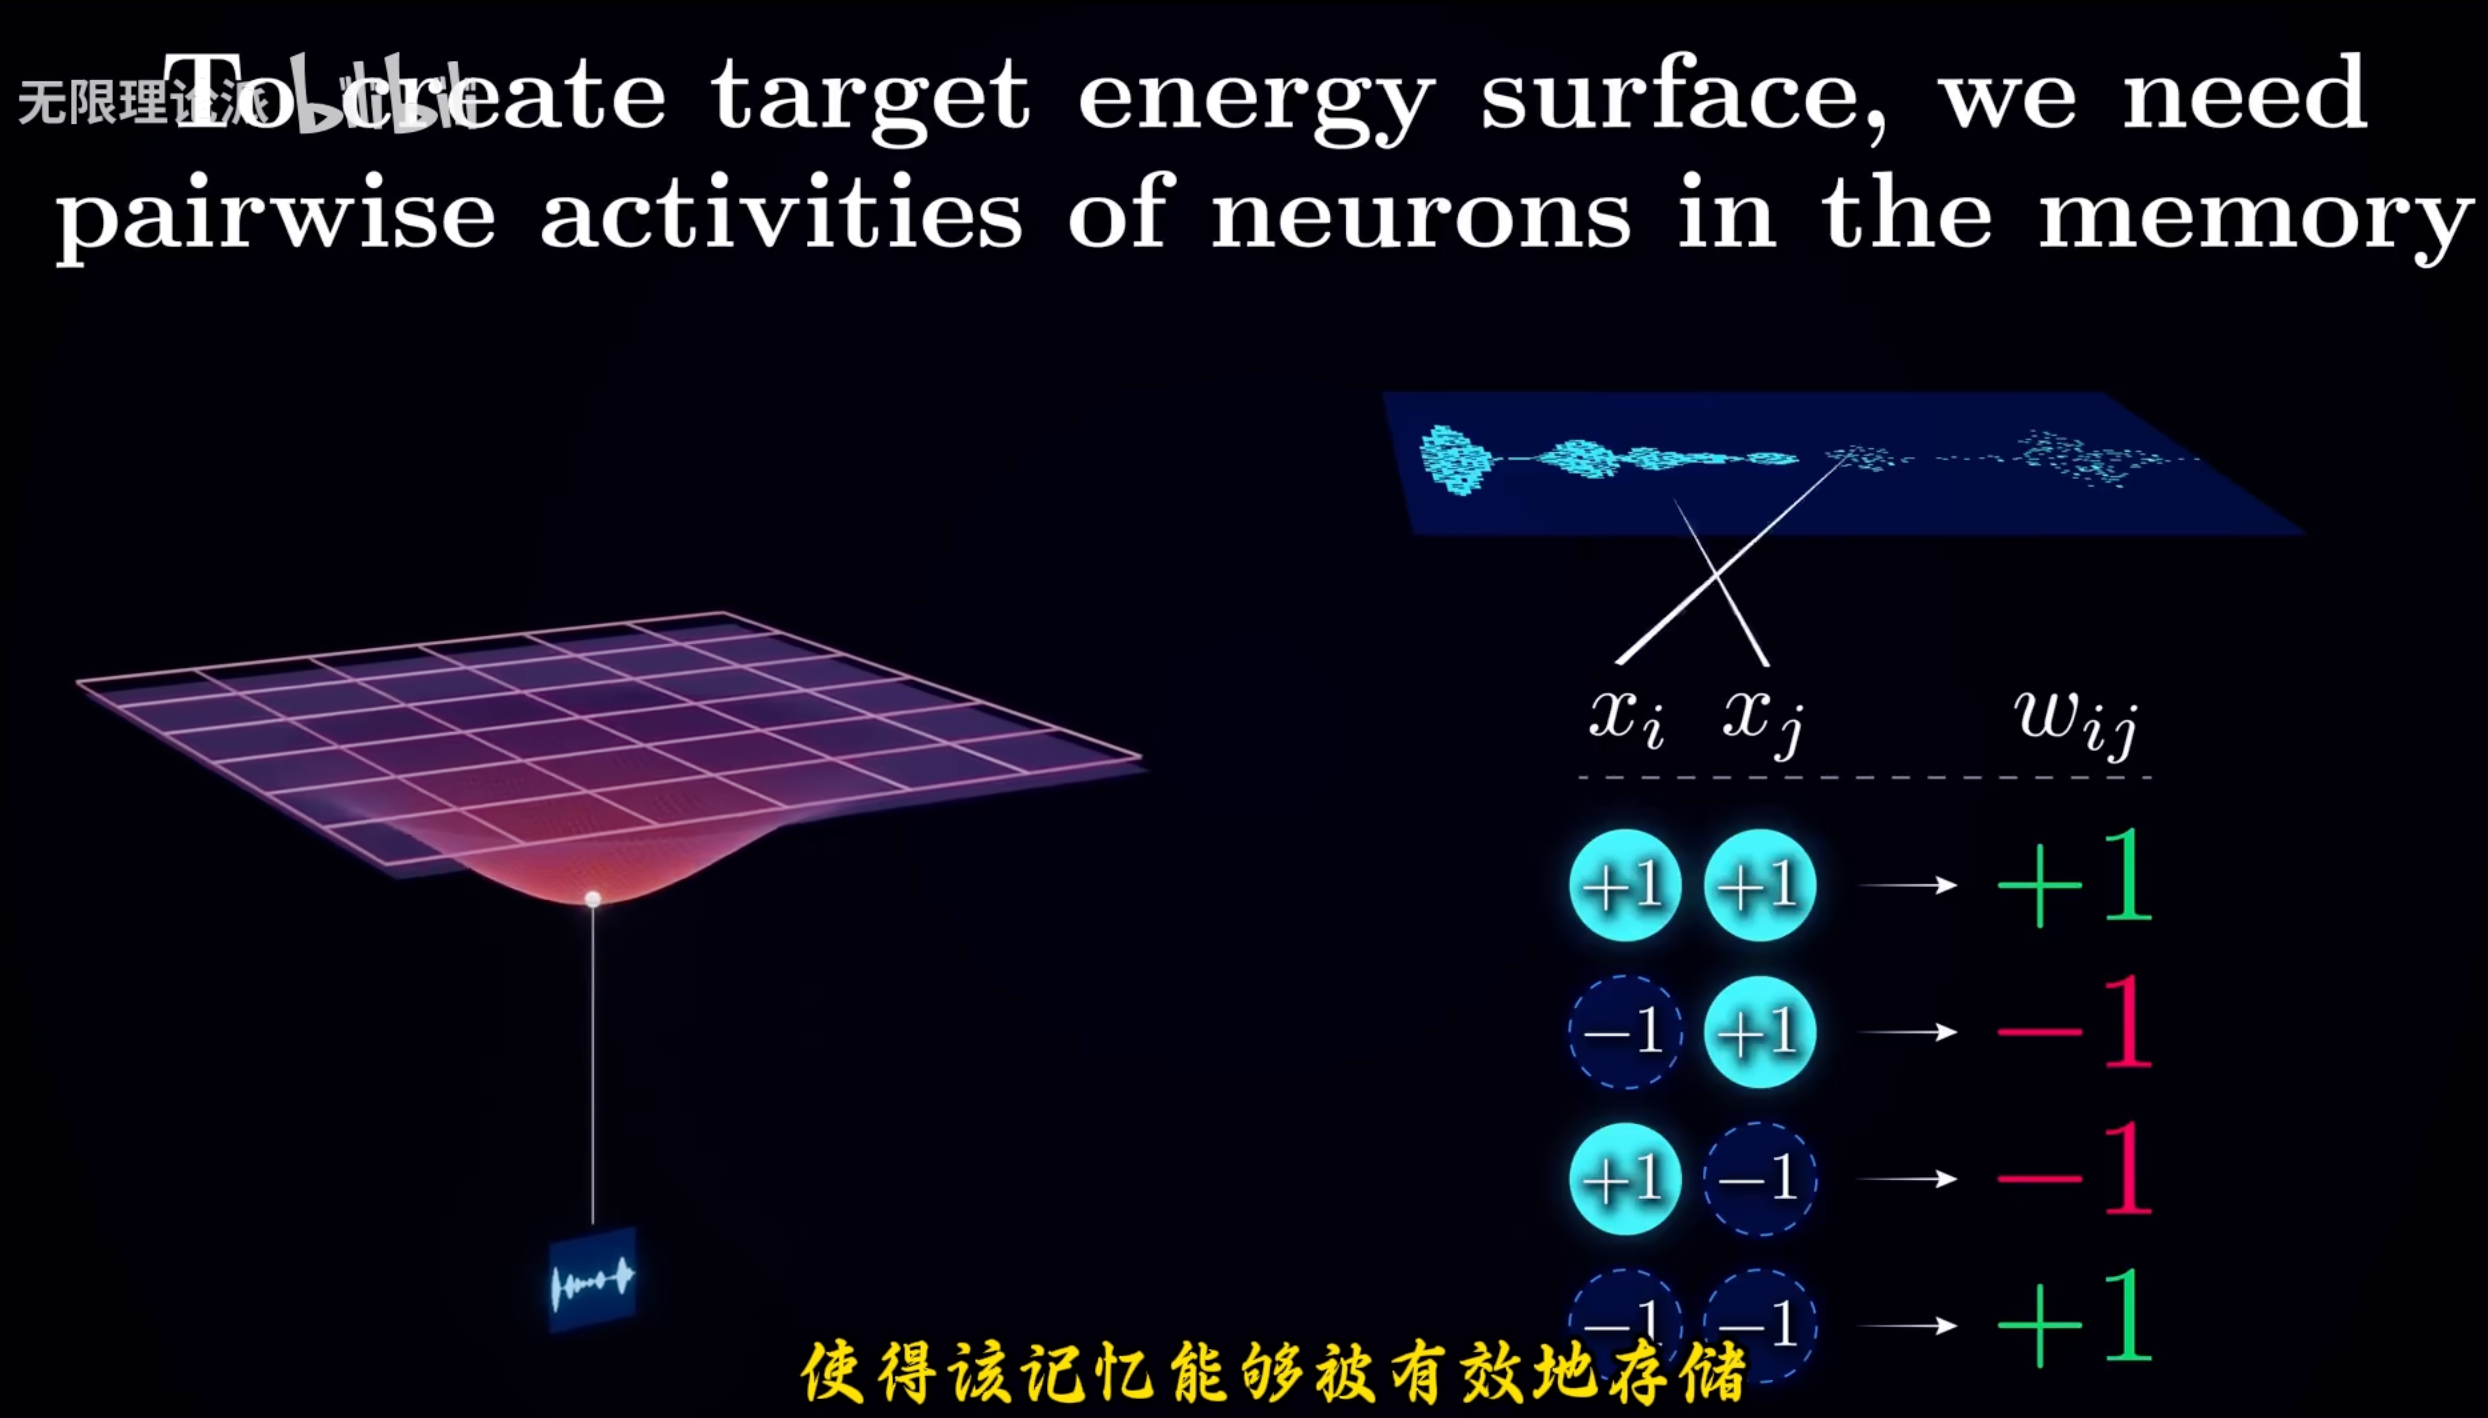 To create target energy surface, we need
无限理论派 bilibili
pairwise activities of neurons in the memory
x_i x_j w_ij
+1 +1 +1
−1 +1 −1
+1 −1 −1
−1 −1 +1
使得该记忆能够被有效地存储